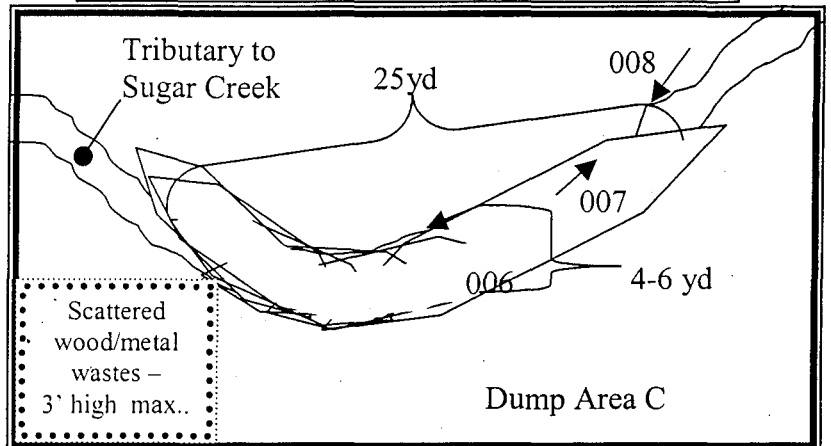 Tributary to
Sugar Creek
25yd
008
007
006
4-6 yd
Scattered
wood/metal
wastes –
3' high max..
Dump Area C